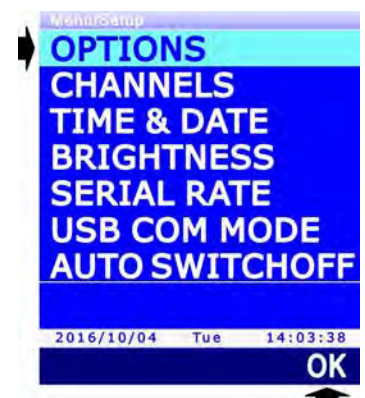 Menu/Setup
OPTIONS
CHANNELS
TIME & DATE
BRIGHTNESS
SERIAL RATE
USB COM MODE
AUTO SWITCHOFF
2016/10/04 Tue 14:03:38
OK